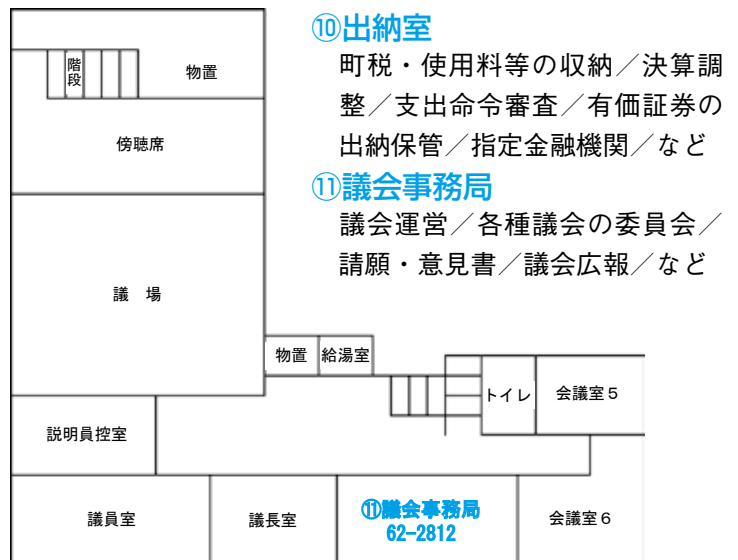 ⑩出納室
町税・使用料等の収納／決算調
整／支出命令審査／有価証券の
出納保管／指定金融機関／など
⑪議会事務局
議会運営／各種議会の委員会／
請願・意見書／議会広報／など
階段
物置
傍聴席
議　場
物置
給湯室
トイレ
会議室５
説明員控室
議員室
議長室
⑪議会事務局
62−2812
会議室６